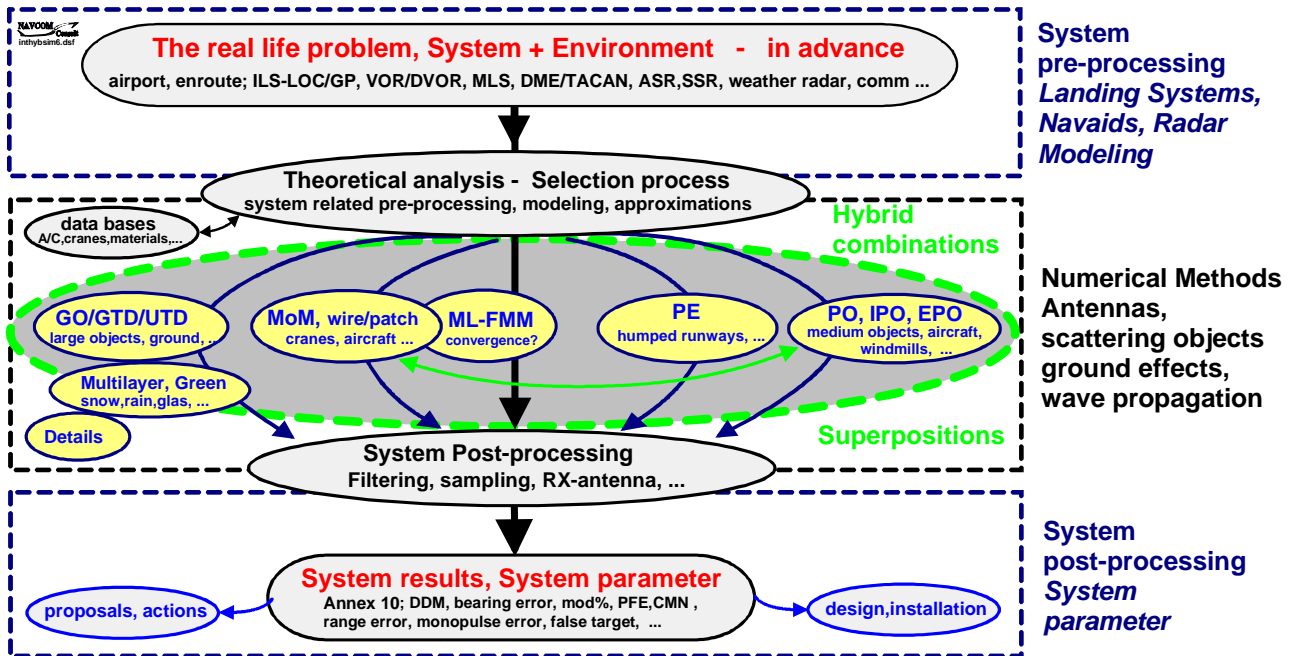 NAVCOM
Consult
inthybsim6.dsf
The real life problem, System + Environment - in advance
airport, enroute; ILS-LOC/GP, VOR/DVOR, MLS, DME/TACAN, ASR,SSR, weather radar, comm ...
System
pre-processing
Landing Systems,
Navaids, Radar
Modeling
Theoretical analysis - Selection process
system related pre-processing, modeling, approximations
data bases
A/C,cranes,materials,...
Hybrid
combinations
GO/GTD/UTD
large objects, ground, ...
MoM, wire/patch
cranes, aircraft ...
ML-FMM
convergence?
PE
humped runways, ...
PO, IPO, EPO
medium objects, aircraft,
windmills, ...
Multilayer, Green
snow,rain,glas, ...
Details
Superpositions
Numerical Methods
Antennas,
scattering objects
ground effects,
wave propagation
System Post-processing
Filtering, sampling, RX-antenna, ...
System results, System parameter
Annex 10; DDM, bearing error, mod%, PFE,CMN ,
range error, monopulse error, false target, ...
proposals, actions
design,installation
System
post-processing
System
parameter